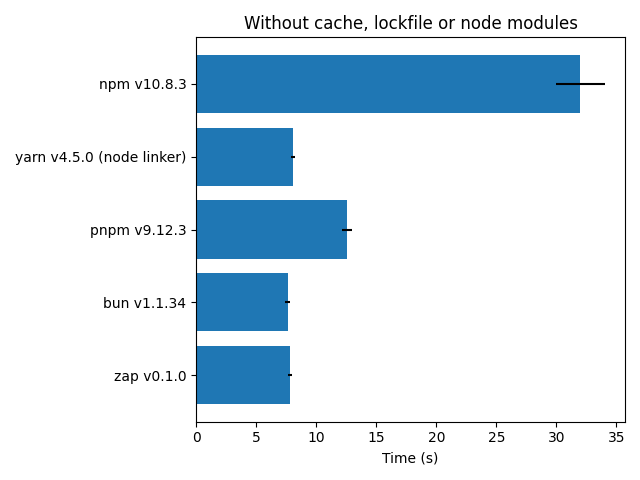 Without cache, lockfile or node modules
npm v10.8.3
yarn v4.5.0 (node linker)
pnpm v9.12.3
bun v1.1.34
zap v0.1.0
0 5 10 15 20 25 30 35
Time (s)